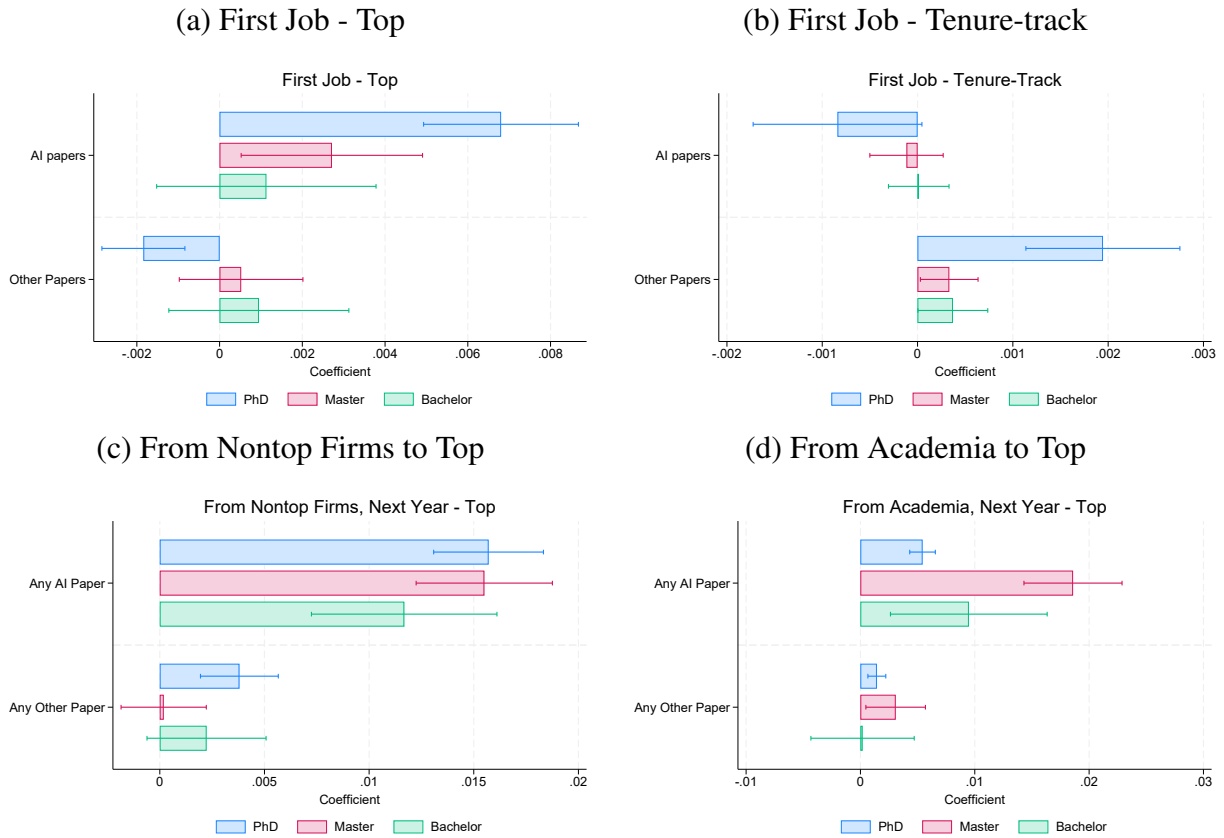 (a) First Job - Top
First Job - Top
AI papers
Other Papers
-.002 0 .002 .004 .006 .008
Coefficient
PhD Master Bachelor
(b) First Job - Tenure-track
First Job - Tenure-Track
AI papers
Other Papers
-.002 -.001 0 .001 .002 .003
Coefficient
PhD Master Bachelor
(c) From Nontop Firms to Top
From Nontop Firms, Next Year - Top
Any AI Paper
Any Other Paper
0 .005 .01 .015 .02
Coefficient
PhD Master Bachelor
(d) From Academia to Top
From Academia, Next Year - Top
Any AI Paper
Any Other Paper
-.01 0 .01 .02 .03
Coefficient
PhD Master Bachelor